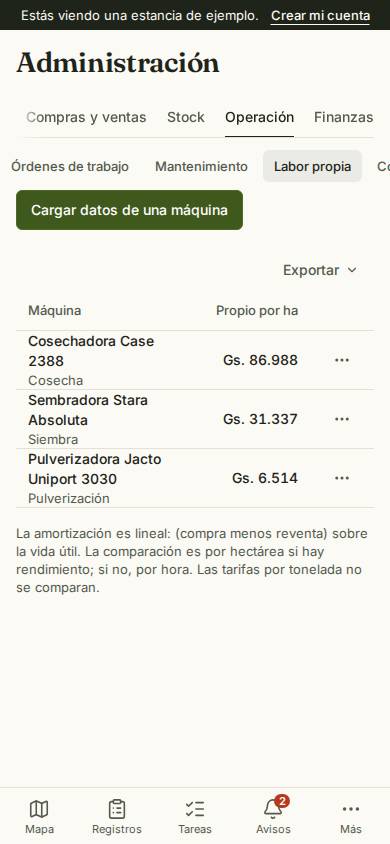 Estás viendo una estancia de ejemplo. Crear mi cuenta
Administración
Compras y ventas Stock Operación Finanzas
Órdenes de trabajo Mantenimiento Labor propia Co
Cargar datos de una máquina
Exportar
Máquina Propio por ha
Cosechadora Case
2388
Cosecha
Gs. 86.988
Sembradora Stara
Absoluta
Siembra
Gs. 31.337
Pulverizadora Jacto
Uniport 3030
Pulverización
Gs. 6.514
La amortización es lineal: (compra menos reventa) sobre
la vida útil. La comparación es por hectárea si hay
rendimiento; si no, por hora. Las tarifas por tonelada no
se comparan.
2
Mapa Registros Tareas Avisos Más